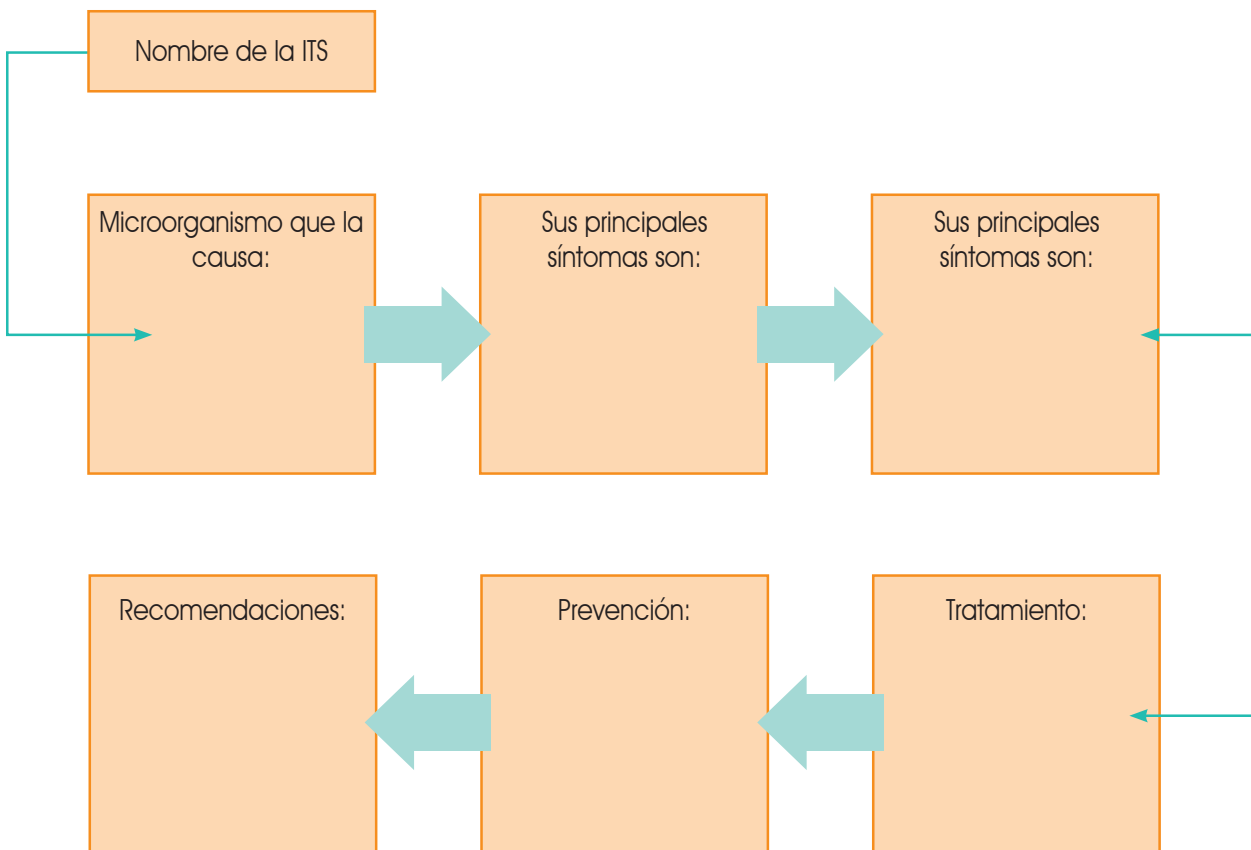 Nombre de la ITS
Microorganismo que la
causa:
Sus principales
síntomas son:
Sus principales
síntomas son:
Recomendaciones:
Prevención:
Tratamiento: